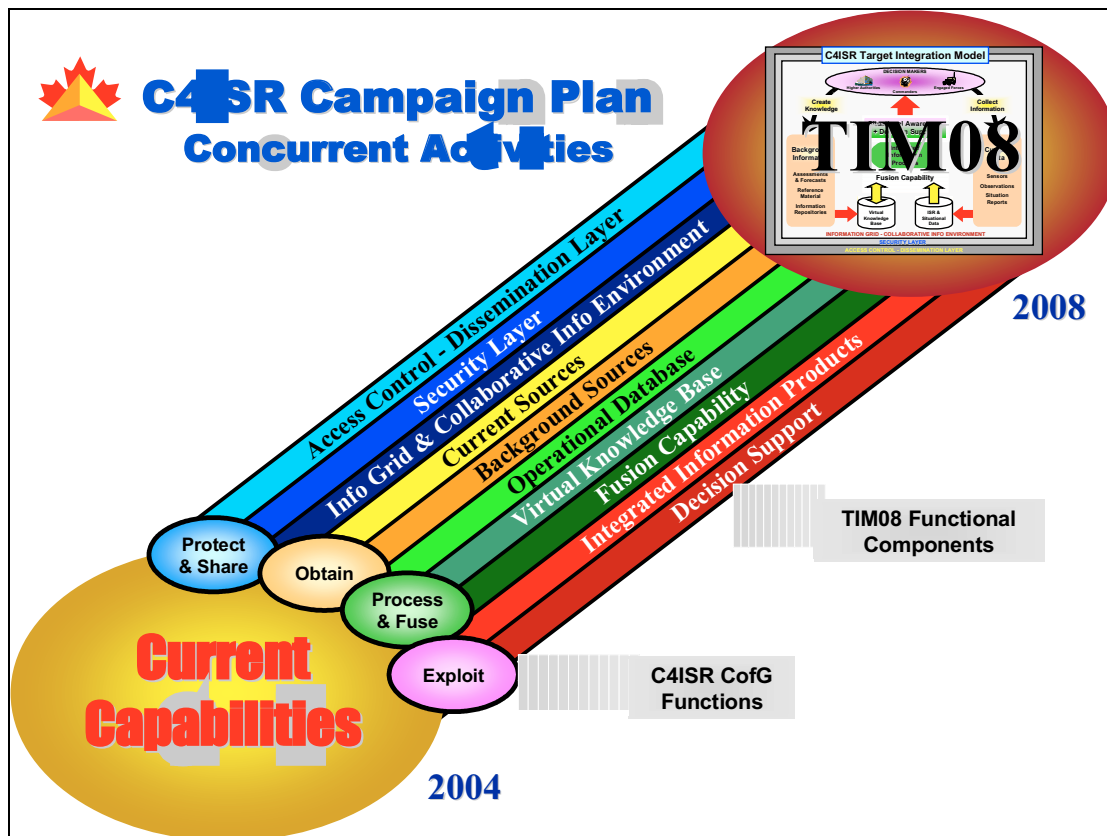 C4ISR Campaign Plan
Concurrent Activities
C4ISR Target Integration Model
DECISION MAKERS
Higher Authorities
Commanders
Engaged Forces
Create
Knowledge
Collect
Information
TIM08
Background
Assessments
& Forecasts
Reference
Material
Information
Repositories
Fusion Capability
Sensors
Observations
Situation
Reports
Virtual
Knowledge
Base
ISR &
Situational
Data
INFORMATION GRID - COLLABORATIVE INFO ENVIRONMENT
SECURITY LAYER
ACCESS CONTROL - DISSEMINATION LAYER
2008
Access Control - Dissemination Layer
Security Layer
Info Grid & Collaborative Info Environment
Current Sources
Background Sources
Operational Database
Virtual Knowledge Base
Fusion Capability
Integrated Information Products
Decision Support
Protect
& Share
Obtain
Process
& Fuse
Exploit
TIM08 Functional
Components
C4ISR CofG
Functions
Current
Capabilities
2004